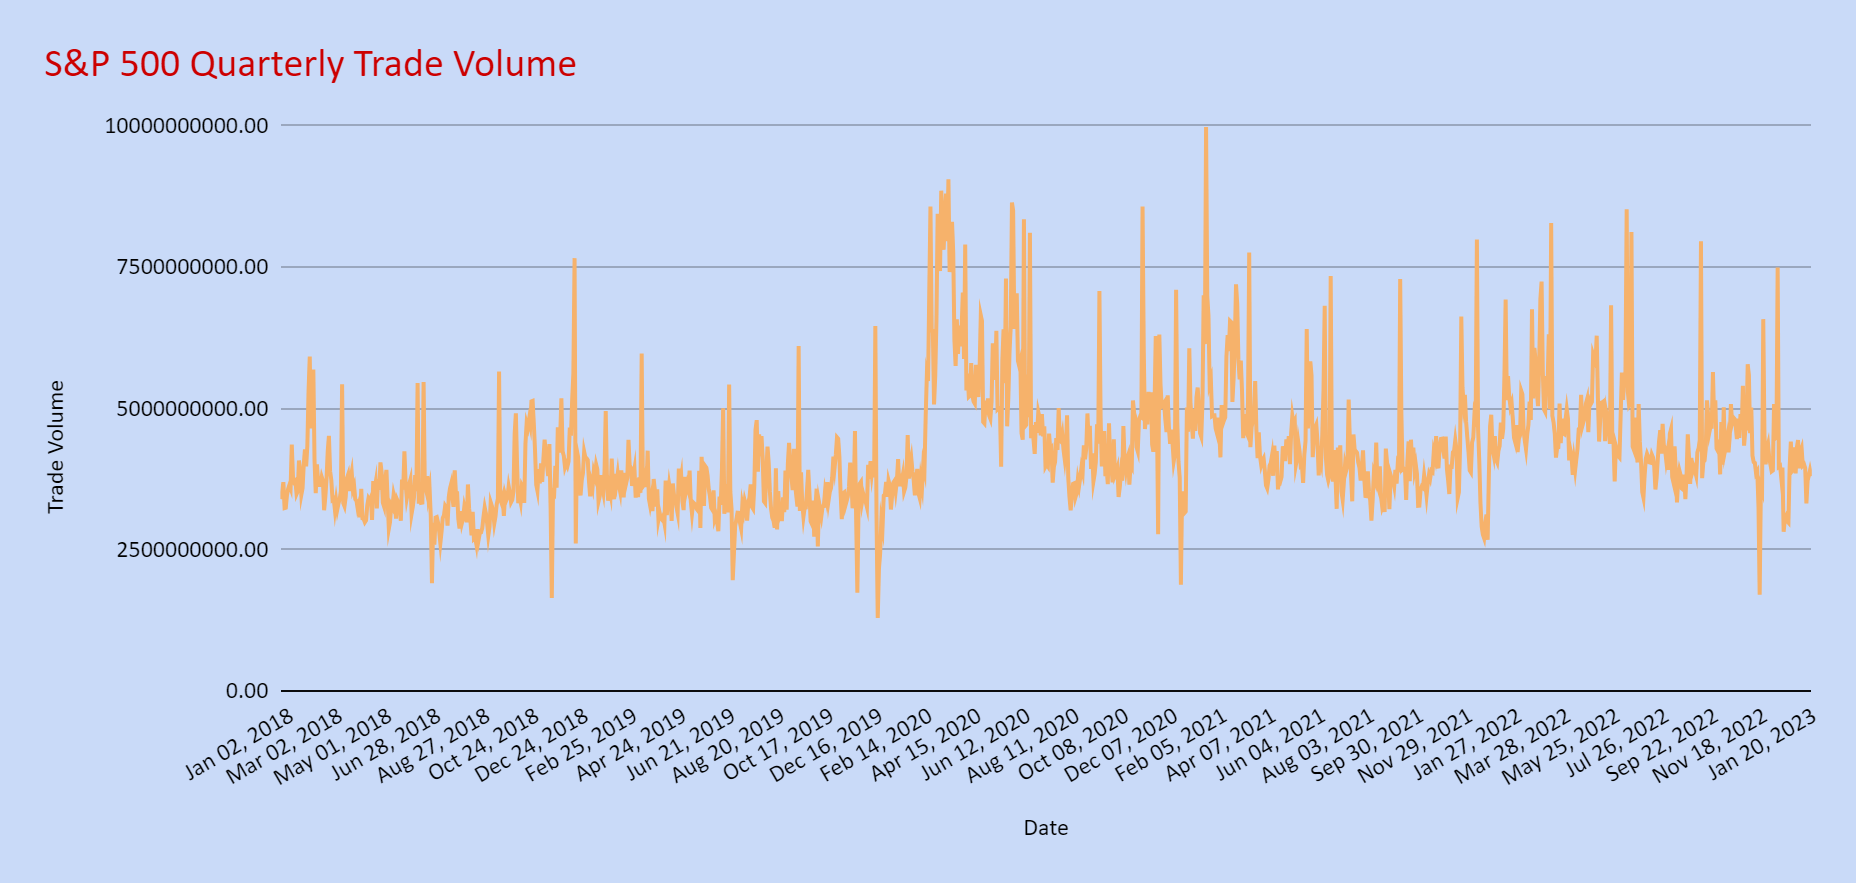 S&P 500 Quarterly Trade Volume
10000000000.00
7500000000.00
5000000000.00
2500000000.00
0.00
Trade Volume
Jan 02, 2018
Mar 02, 2018
May 01, 2018
Jun 28, 2018
Aug 27, 2018
Oct 24, 2018
Dec 24, 2018
Feb 25, 2019
Apr 24, 2019
Jun 21, 2019
Aug 20, 2019
Oct 17, 2019
Dec 16, 2019
Feb 14, 2020
Apr 15, 2020
Jun 12, 2020
Aug 11, 2020
Oct 08, 2020
Dec 07, 2020
Feb 05, 2021
Apr 07, 2021
Jun 04, 2021
Aug 03, 2021
Sep 30, 2021
Nov 29, 2021
Jan 27, 2022
Mar 28, 2022
May 25, 2022
Jul 26, 2022
Sep 22, 2022
Nov 18, 2022
Jan 20, 2023
Date